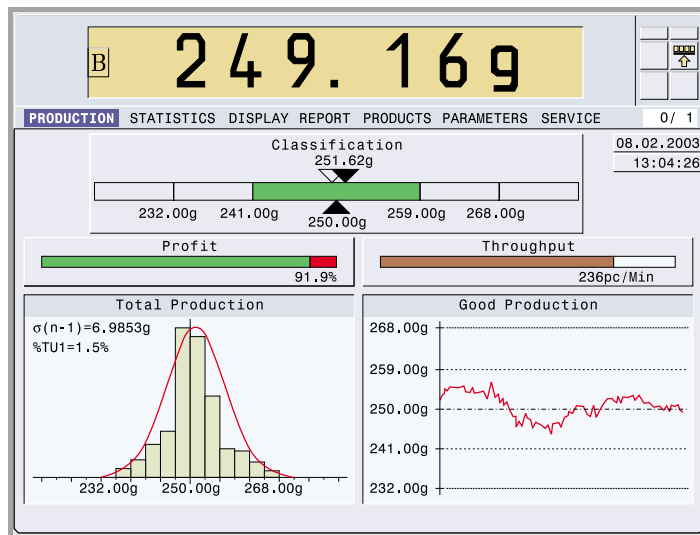 B 249.16g
PRODUCTION STATISTICS DISPLAY REPORT PRODUCTS PARAMETERS SERVICE 0/ 1
08.02.2003
13:04:26
Classification
251.62g
232.00g 241.00g 250.00g 259.00g 268.00g
Profit
91.9%
Throughput
236pc/Min
Total Production
σ(n-1)=6.9853g
%TU1=1.5%
232.00g 250.00g 268.00g
Good Production
268.00g
259.00g
250.00g
241.00g
232.00g